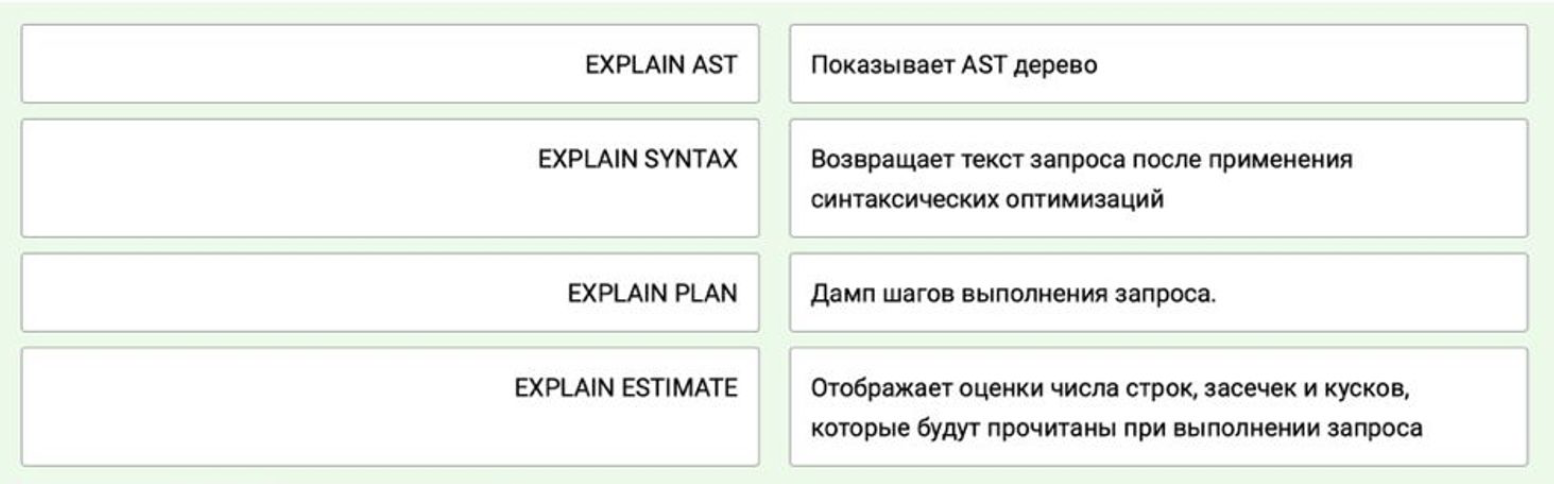 EXPLAIN AST
Показывает AST дерево
EXPLAIN SYNTAX
Возвращает текст запроса после применения
синтаксических оптимизаций
EXPLAIN PLAN
Дамп шагов выполнения запроса.
EXPLAIN ESTIMATE
Отображает оценки числа строк, засечек и кусков,
которые будут прочитаны при выполнении запроса